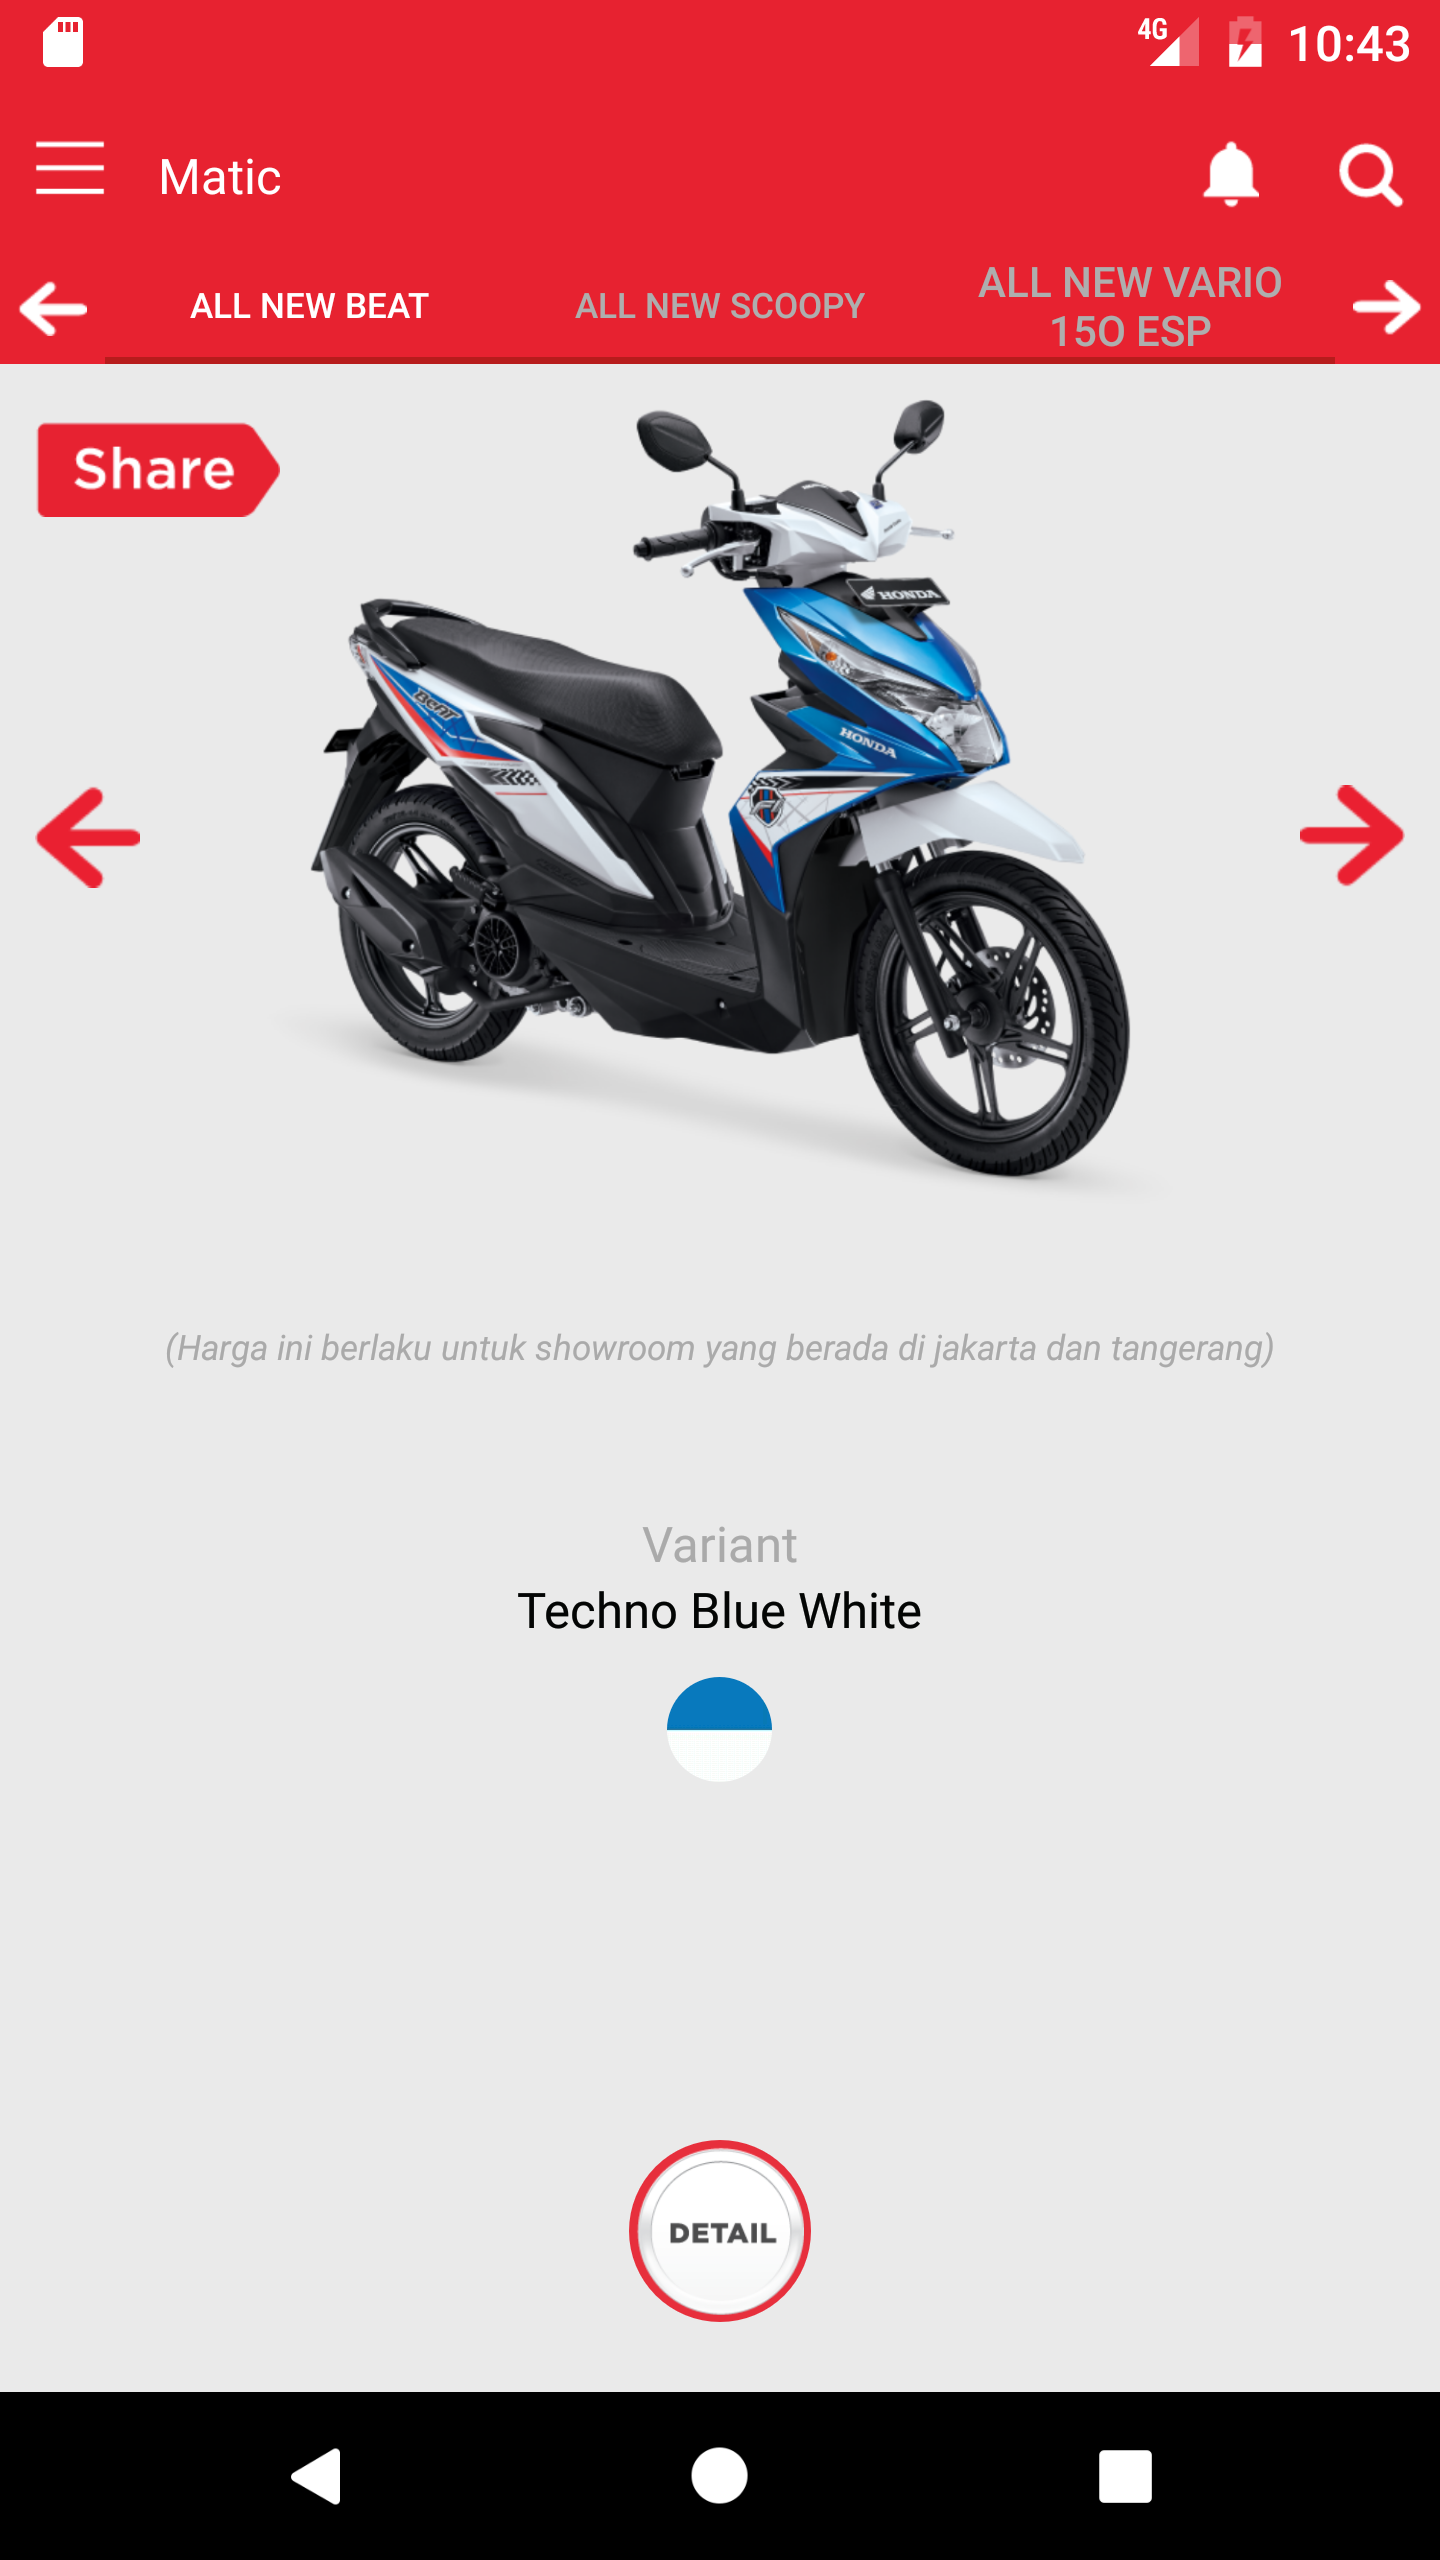 4G 10:43
Matic
ALL NEW BEAT
ALL NEW SCOOPY
ALL NEW VARIO
15O ESP
Share
HONDA
BeAT
HONDA
(Harga ini berlaku untuk showroom yang berada di jakarta dan tangerang)
Variant
Techno Blue White
DETAIL